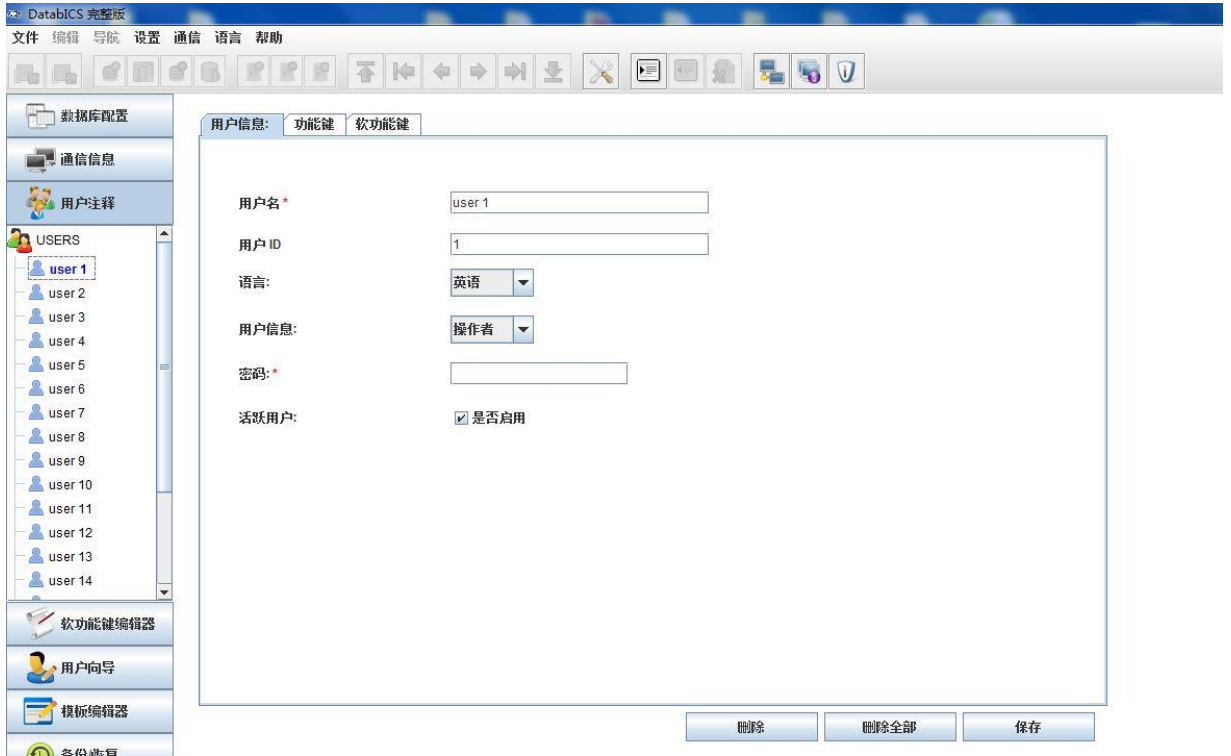 DatabICS 完整版
文件 编辑 导航 设置 通信 语言 帮助
数据库配置
通信信息
用户注释
USERS
user 1
user 2
user 3
user 4
user 5
user 6
user 7
user 8
user 9
user 10
user 11
user 12
user 13
user 14
软功能键编辑器
用户向导
模板编辑器
备份恢复
用户信息: 功能键 软功能键
用户名* user 1
用户 ID 1
语言: 英语
用户信息: 操作者
密码:*
活跃用户: 是否启用
删除 删除全部 保存